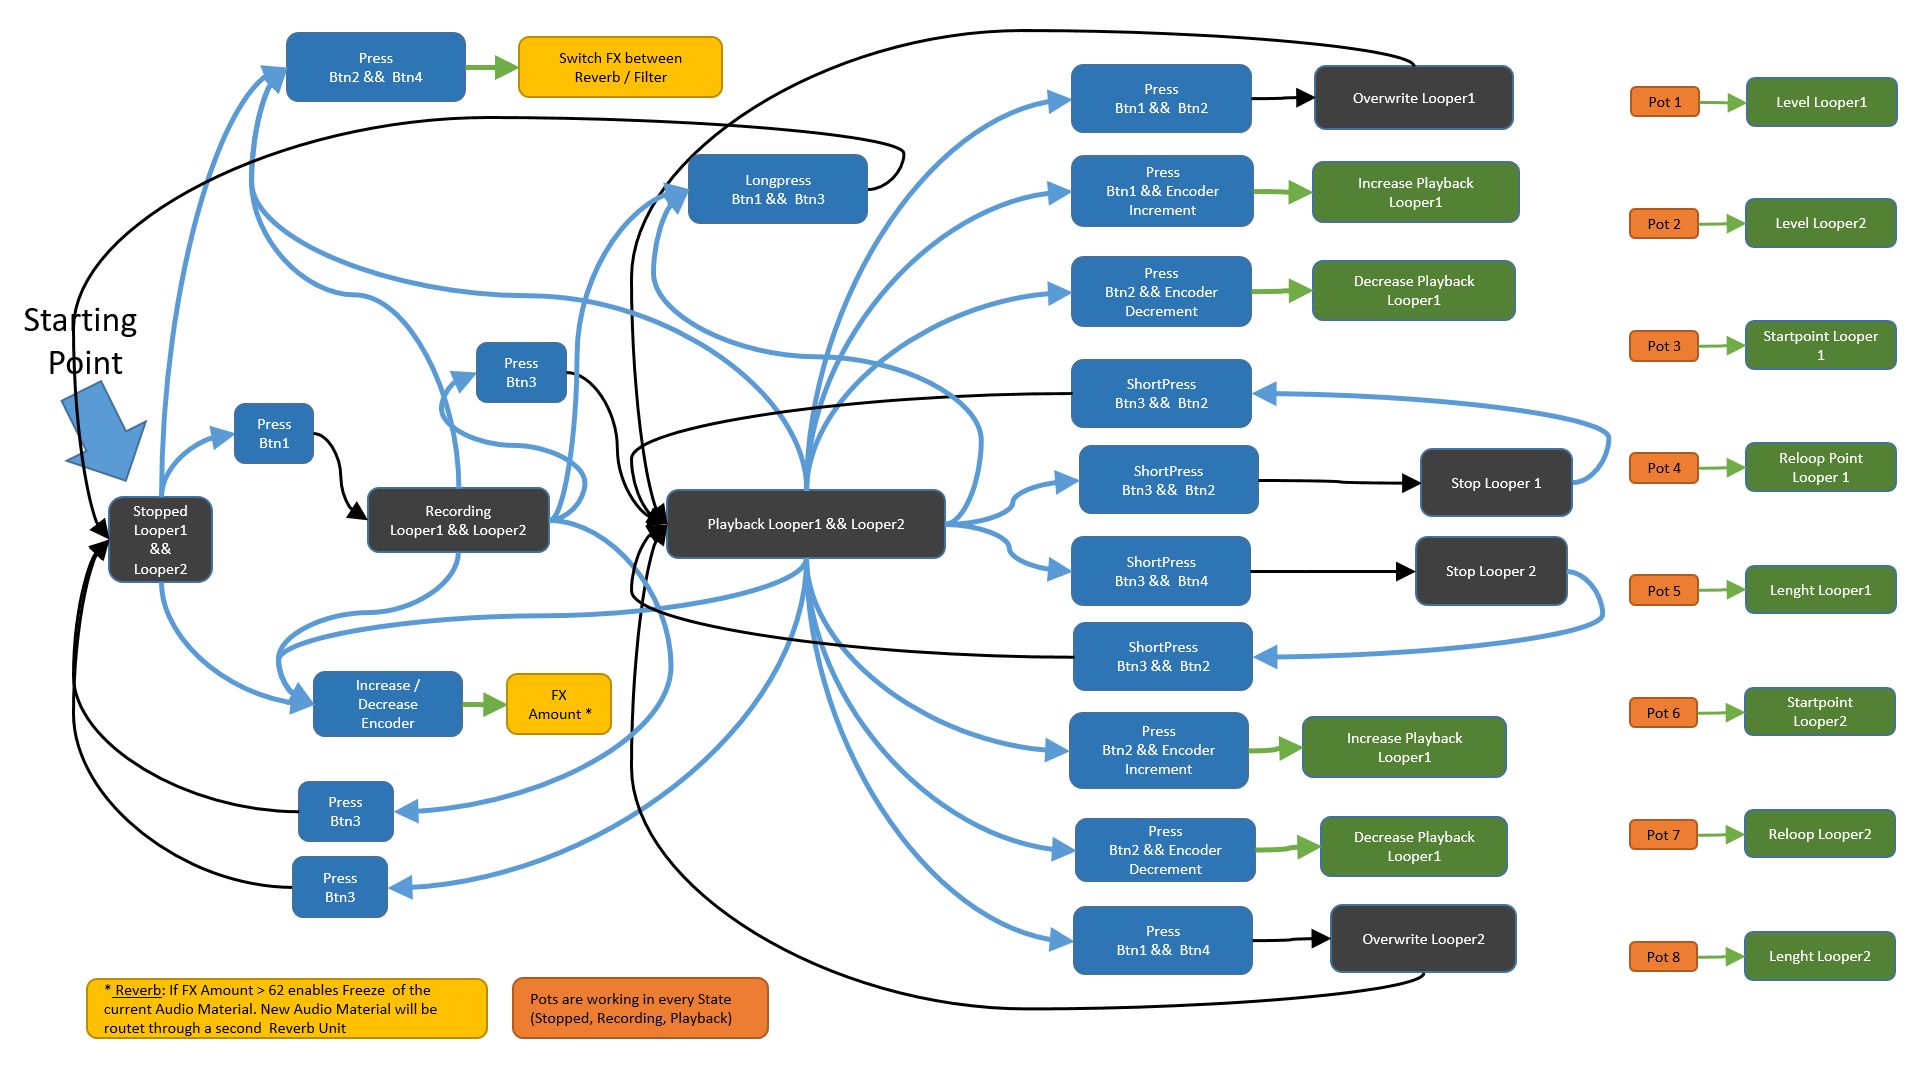 Press
Btn2 && Btn4
Switch FX between
Reverb / Filter
Longpress
Btn1 && Btn3
Starting
Point
Press
Btn1
Press
Btn3
Stopped
Looper1
&&
Looper2
Recording
Looper1 && Looper2
Playback Looper1 && Looper2
Increase /
Decrease
Encoder
FX
Amount *
Press
Btn3
Press
Btn3
Press
Btn1 && Btn2
Overwrite Looper1
Press
Btn1 && Encoder
Increment
Increase Playback
Looper1
Press
Btn2 && Encoder
Decrement
Decrease Playback
Looper1
ShortPress
Btn3 && Btn2
ShortPress
Btn3 && Btn2
Stop Looper 1
ShortPress
Btn3 && Btn4
Stop Looper 2
ShortPress
Btn3 && Btn2
Press
Btn2 && Encoder
Increment
Increase Playback
Looper1
Press
Btn2 && Encoder
Decrement
Decrease Playback
Looper1
Press
Btn1 && Btn4
Overwrite Looper2
Pot 1
Level Looper1
Pot 2
Level Looper2
Pot 3
Startpoint Looper
1
Pot 4
Reloop Point
Looper 1
Pot 5
Lenght Looper1
Pot 6
Startpoint
Looper2
Pot 7
Reloop Looper2
Pot 8
Lenght Looper2
* Reverb: If FX Amount > 62 enables Freeze of the
current Audio Material. New Audio Material will be
routet through a second Reverb Unit
Pots are working in every State
(Stopped, Recording, Playback)